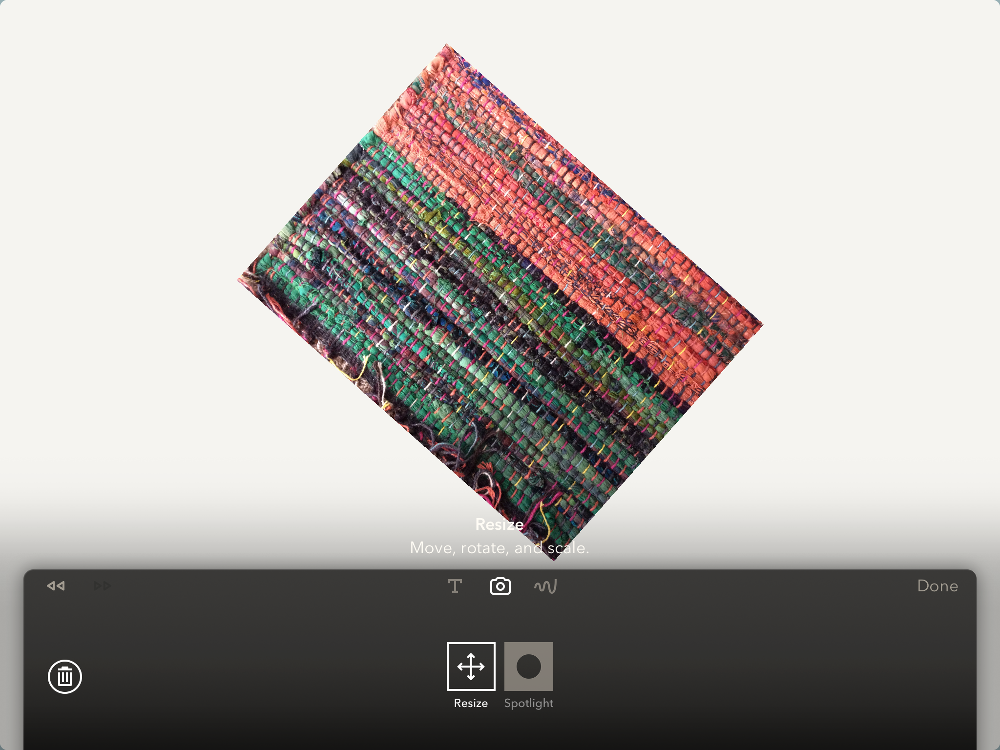 Resize
Move, rotate, and scale.
T
Done
Resize
Spotlight